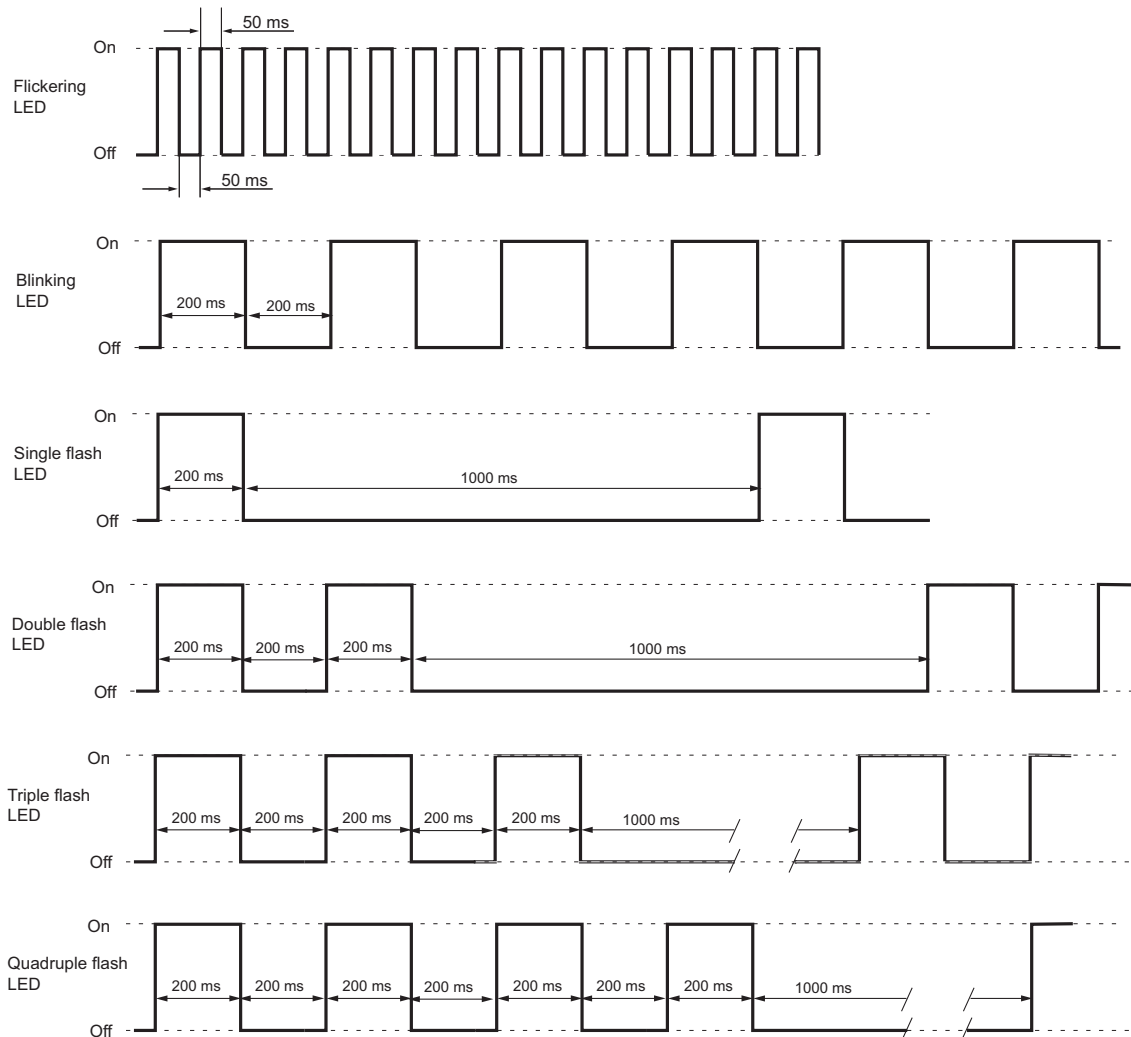 50 ms
On
Flickering
LED
Off
50 ms
On
Blinking
LED
200 ms 200 ms
Off
On
Single flash
LED
200 ms 1000 ms
Off
On
Double flash
LED
200 ms 200 ms 200 ms 1000 ms
Off
On
Triple flash
LED
200 ms 200 ms 200 ms 200 ms 200 ms 1000 ms
Off
On
Quadruple flash
LED
200 ms 200 ms 200 ms 200 ms 200 ms 200 ms 200 ms 1000 ms
Off